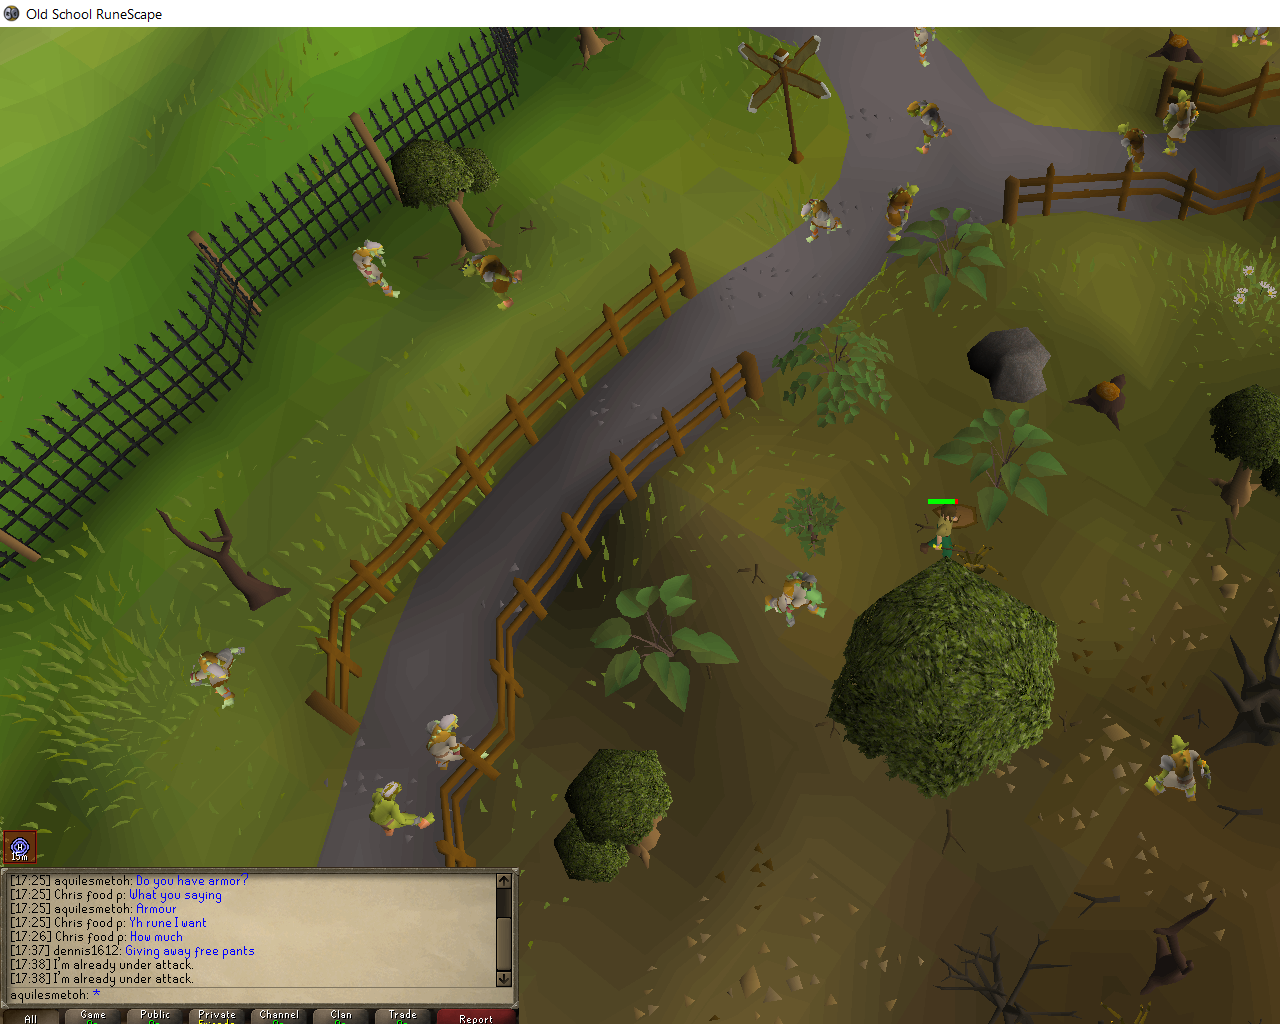 Old School RuneScape
15m
[17:25] aquilesmetoh: Do you have armor?
[17:25] Chris food p: What you saying
[17:25] aquilesmetoh: Armour
[17:25] Chris food p: Yh rune I want
[17:26] Chris food p: How much
[17:37] dennis1612: Giving away free pants
[17:38] I'm already under attack.
[17:38] I'm already under attack.
aquilesmetoh: *
All Game Public Private Channel Clan Trade Report